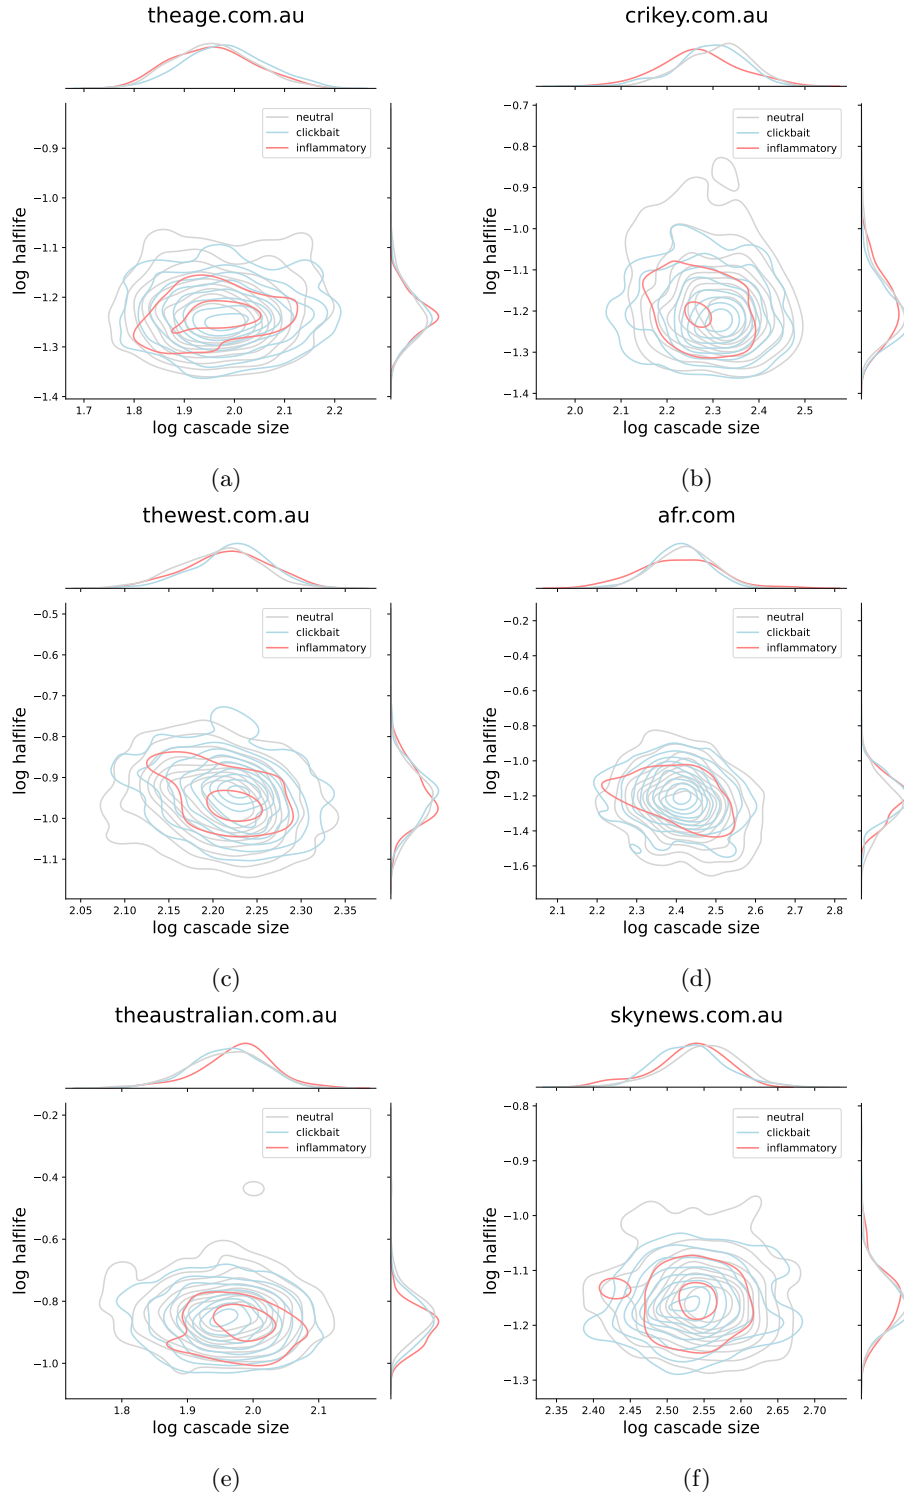 theage.com.au
neutral
clickbait
inflammatory
−0.9
−1.0
−1.1
−1.2
−1.3
−1.4
log halflife
1.7 1.8 1.9 2.0 2.1 2.2
log cascade size
(a)
crikey.com.au
neutral
clickbait
inflammatory
−0.7
−0.8
−0.9
−1.0
−1.1
−1.2
−1.3
−1.4
log halflife
2.0 2.1 2.2 2.3 2.4 2.5
log cascade size
(b)
thewest.com.au
neutral
clickbait
inflammatory
−0.5
−0.6
−0.7
−0.8
−0.9
−1.0
−1.1
log halflife
2.05 2.10 2.15 2.20 2.25 2.30 2.35
log cascade size
(c)
afr.com
neutral
clickbait
inflammatory
−0.2
−0.4
−0.6
−0.8
−1.0
−1.2
−1.4
−1.6
log halflife
2.1 2.2 2.3 2.4 2.5 2.6 2.7 2.8
log cascade size
(d)
theaustralian.com.au
neutral
clickbait
inflammatory
−0.2
−0.4
−0.6
−0.8
−1.0
log halflife
1.8 1.9 2.0 2.1
log cascade size
(e)
skynews.com.au
neutral
clickbait
inflammatory
−0.8
−0.9
−1.0
−1.1
−1.2
−1.3
log halflife
2.35 2.40 2.45 2.50 2.55 2.60 2.65 2.70
log cascade size
(f)